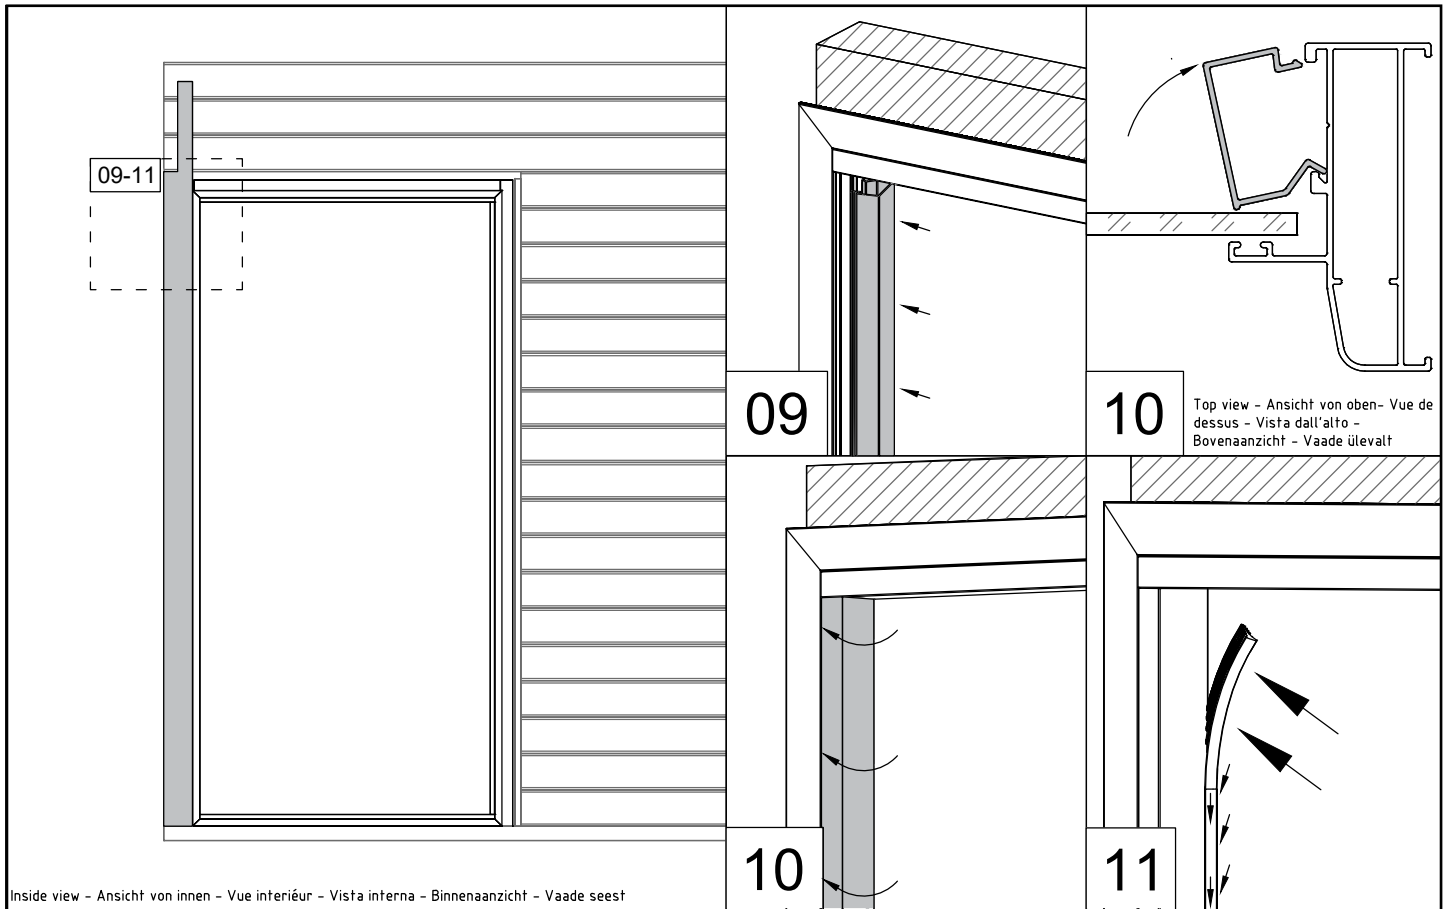 09-11
Inside view - Ansicht von innen - Vue interiéur - Vista interna - Binnenaanzicht - Vaade seest
09
10
Top view - Ansicht von oben- Vue de
dessus - Vista dall'alto -
Bovenaanzicht - Vaade ülevalt
10
11